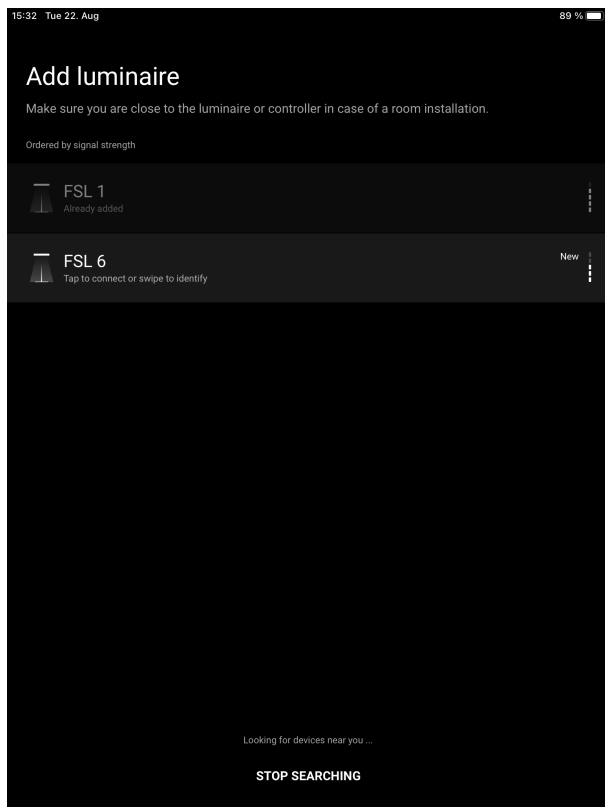 15:32 Tue 22. Aug 89 %
Add luminaire
Make sure you are close to the luminaire or controller in case of a room installation.
Ordered by signal strength
FSL 1
Already added
FSL 6
New
Tap to connect or swipe to identify
Looking for devices near you ...
STOP SEARCHING